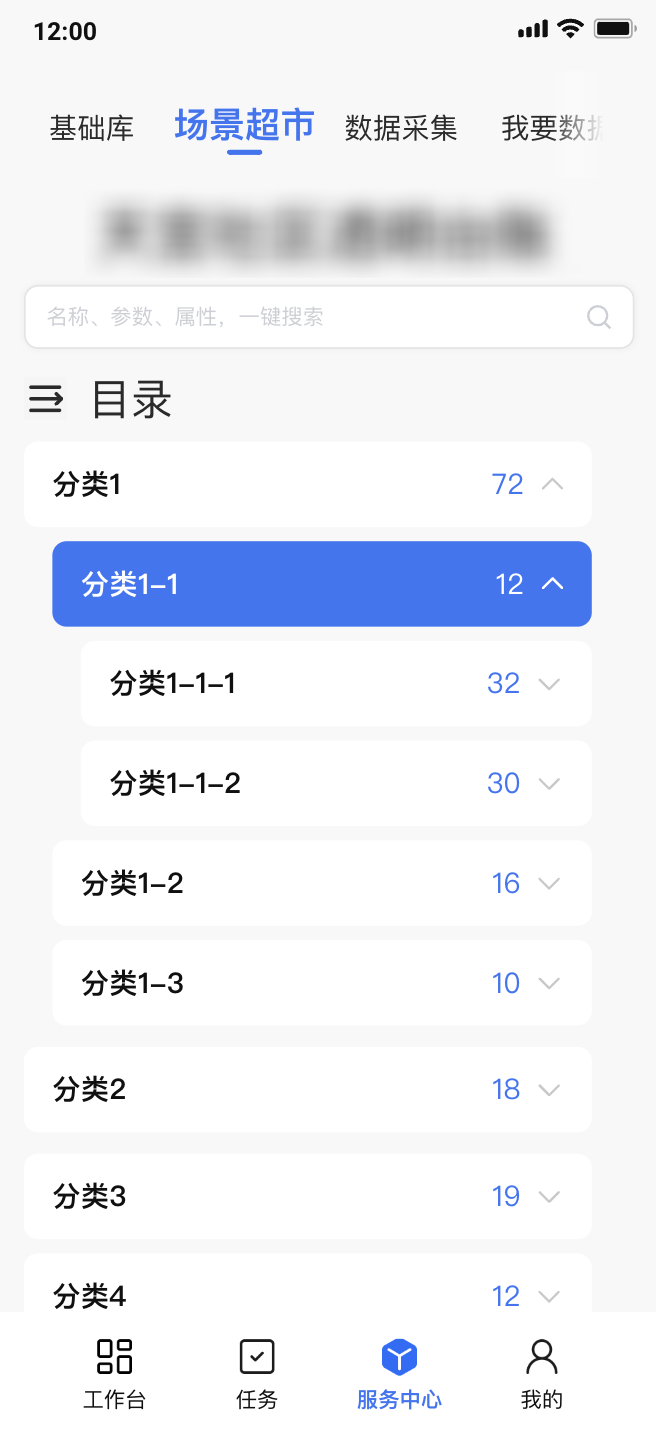 12:00
基础库 场景超市 数据采集 我要数据
名称、参数、属性，一键搜索
目录
分类1 72
分类1-1 12
分类1-1-1 32
分类1-1-2 30
分类1-2 16
分类1-3 10
分类2 18
分类3 19
分类4 12
工作台 任务 服务中心 我的